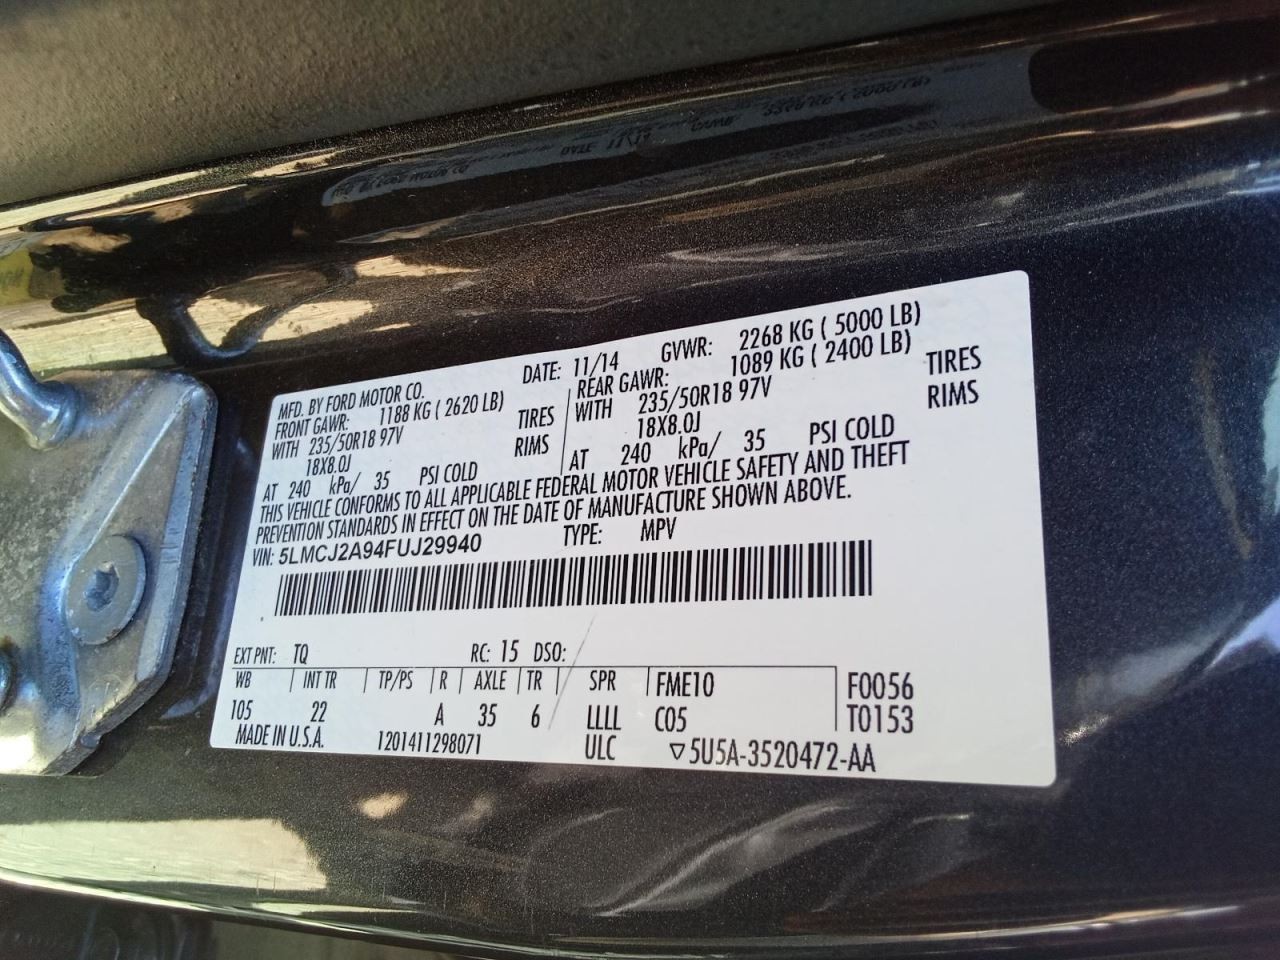 MFD. BY FORD MOTOR CO. DATE: 11/14 GVWR: 2268 KG ( 5000 LB)
FRONT GAWR: 1188 KG ( 2620 LB) REAR GAWR: 1089 KG ( 2400 LB)
WITH 235/50R18 97V TIRES WITH 235/50R18 97V TIRES
18X8.0J RIMS 18X8.0J RIMS
AT 240 kPa/ 35 PSI COLD AT 240 kPa/ 35 PSI COLD
THIS VEHICLE CONFORMS TO ALL APPLICABLE FEDERAL MOTOR VEHICLE SAFETY AND THEFT
PREVENTION STANDARDS IN EFFECT ON THE DATE OF MANUFACTURE SHOWN ABOVE.
VIN: 5LMCJ2A94FUJ29940 TYPE: MPV
EXT PNT: TQ RC: 15 DSO:
WB INT TR TP/PS R AXLE TR SPR FME10 F0056
105 22 A 35 6 LLLL C05 T0153
MADE IN U.S.A. 1201411298071 ULC ▽5U5A-3520472-AA